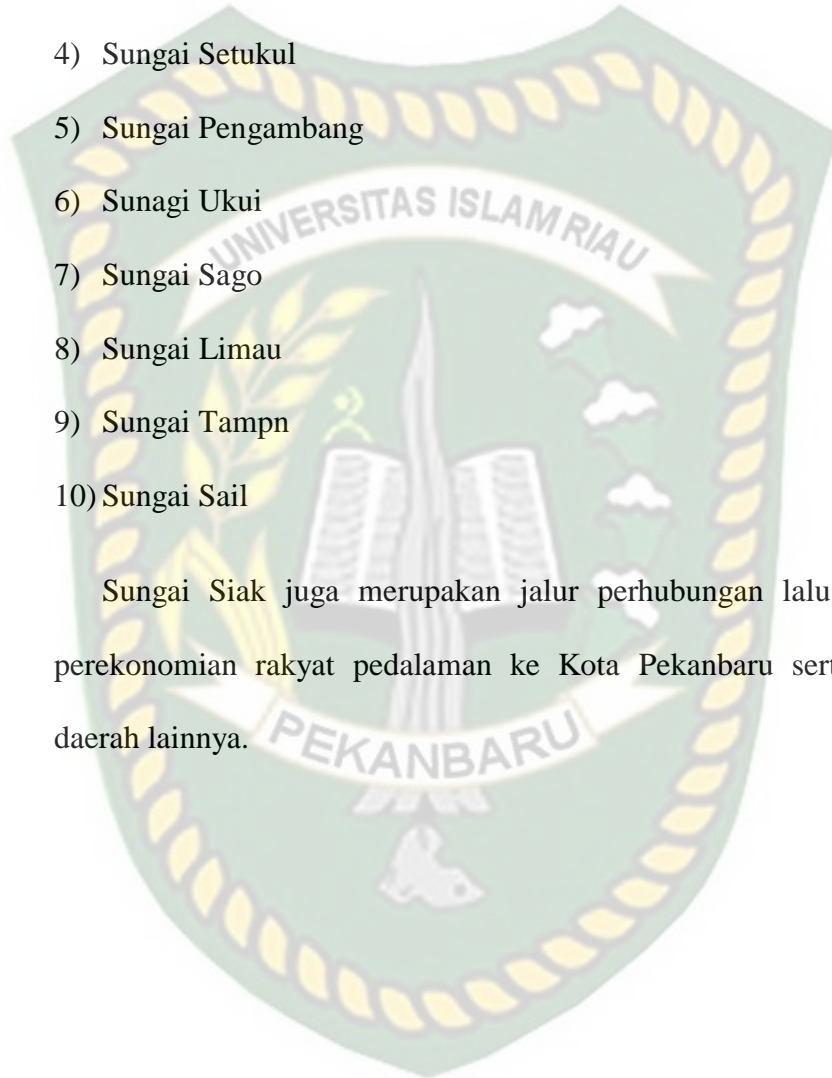 4) Sungai Setukul
5) Sungai Pengambang
6) Sunagi Ukui
UNIVERSITAS ISLAM RIAU
7) Sungai Sago
8) Sungai Limau
9) Sungai Tampn
10) Sungai Sail
Sungai Siak juga merupakan jalur perhubungan lalu
perekonomian rakyat pedalaman ke Kota Pekanbaru sert
daerah lainnya.
PEKANBARU